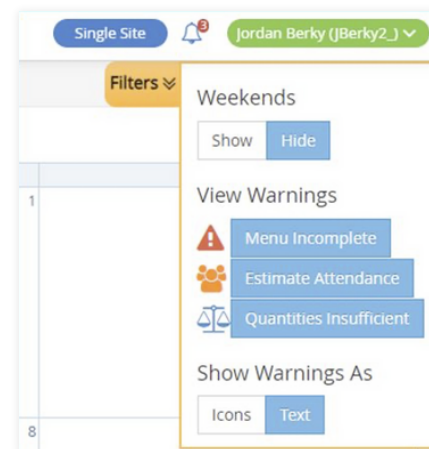 Single Site
3
Jordan Berky (JBerky2_)
Filters
Weekends
Show Hide
1
View Warnings
Menu Incomplete
Estimate Attendance
Quantities Insufficient
Show Warnings As
Icons Text
8